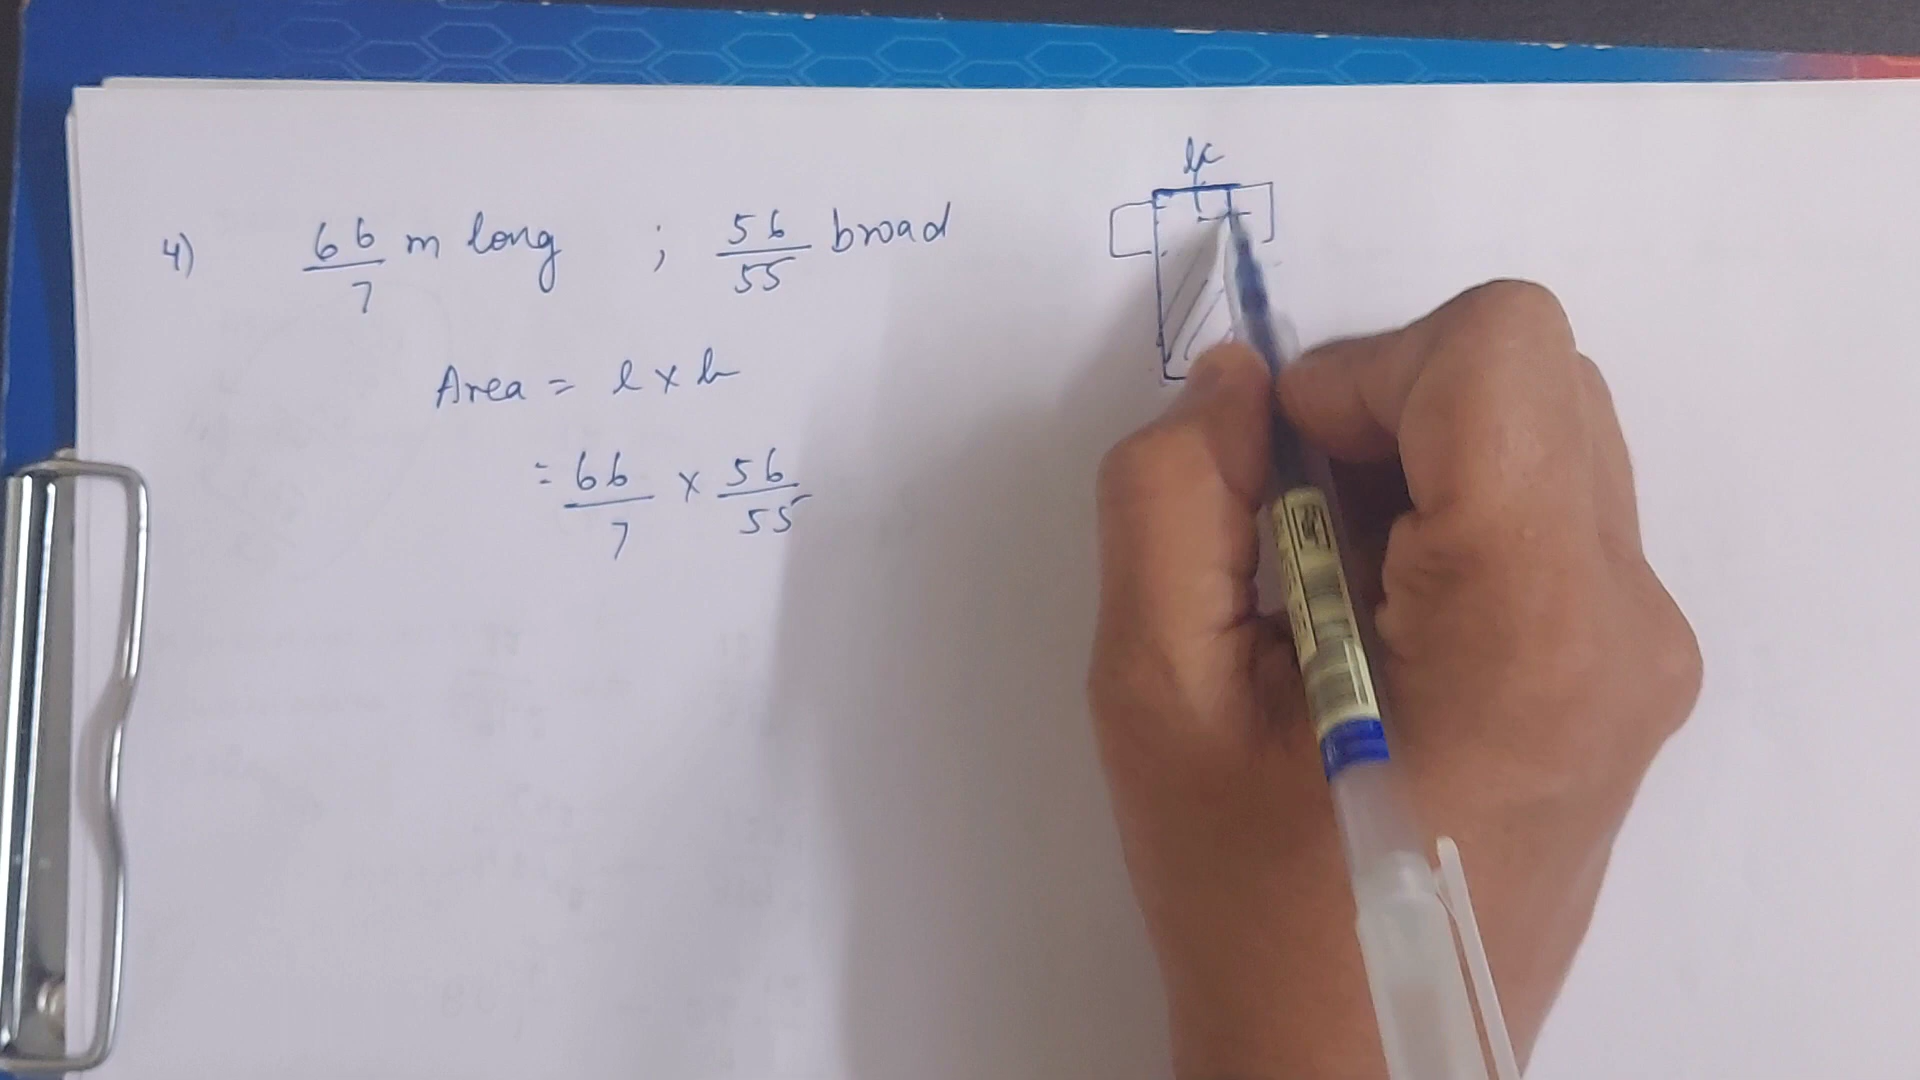 4) 66/7 m long ; 56/55 broad
Area = l x b
= 66/7 x 56/55